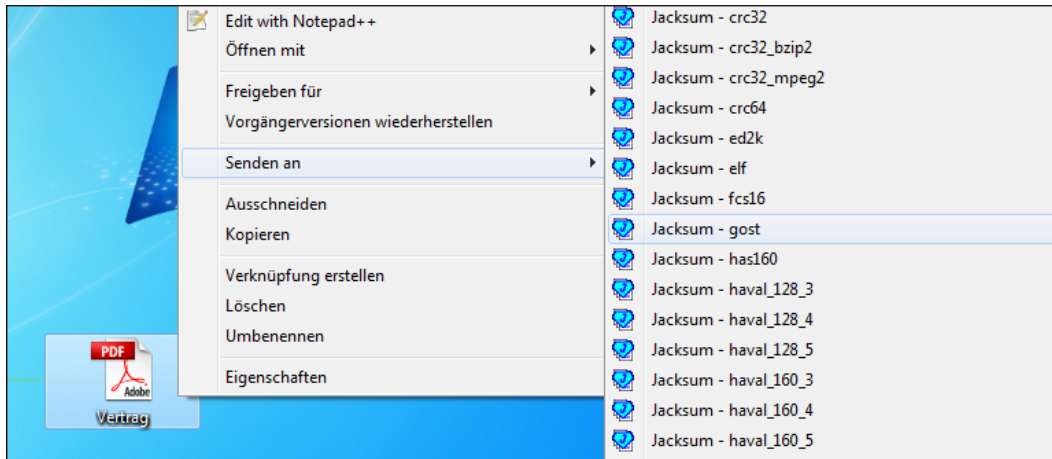 Edit with Notepad++
Öffnen mit
Freigeben für
Vorgängerversionen wiederherstellen
Senden an
Ausschneiden
Kopieren
Verknüpfung erstellen
Löschen
Umbenennen
Eigenschaften
PDF
Adobe
Vertrag
Jacksum - crc32
Jacksum - crc32_bzip2
Jacksum - crc32_mpeg2
Jacksum - crc64
Jacksum - ed2k
Jacksum - elf
Jacksum - fcs16
Jacksum - gost
Jacksum - has160
Jacksum - haval_128_3
Jacksum - haval_128_4
Jacksum - haval_128_5
Jacksum - haval_160_3
Jacksum - haval_160_4
Jacksum - haval_160_5